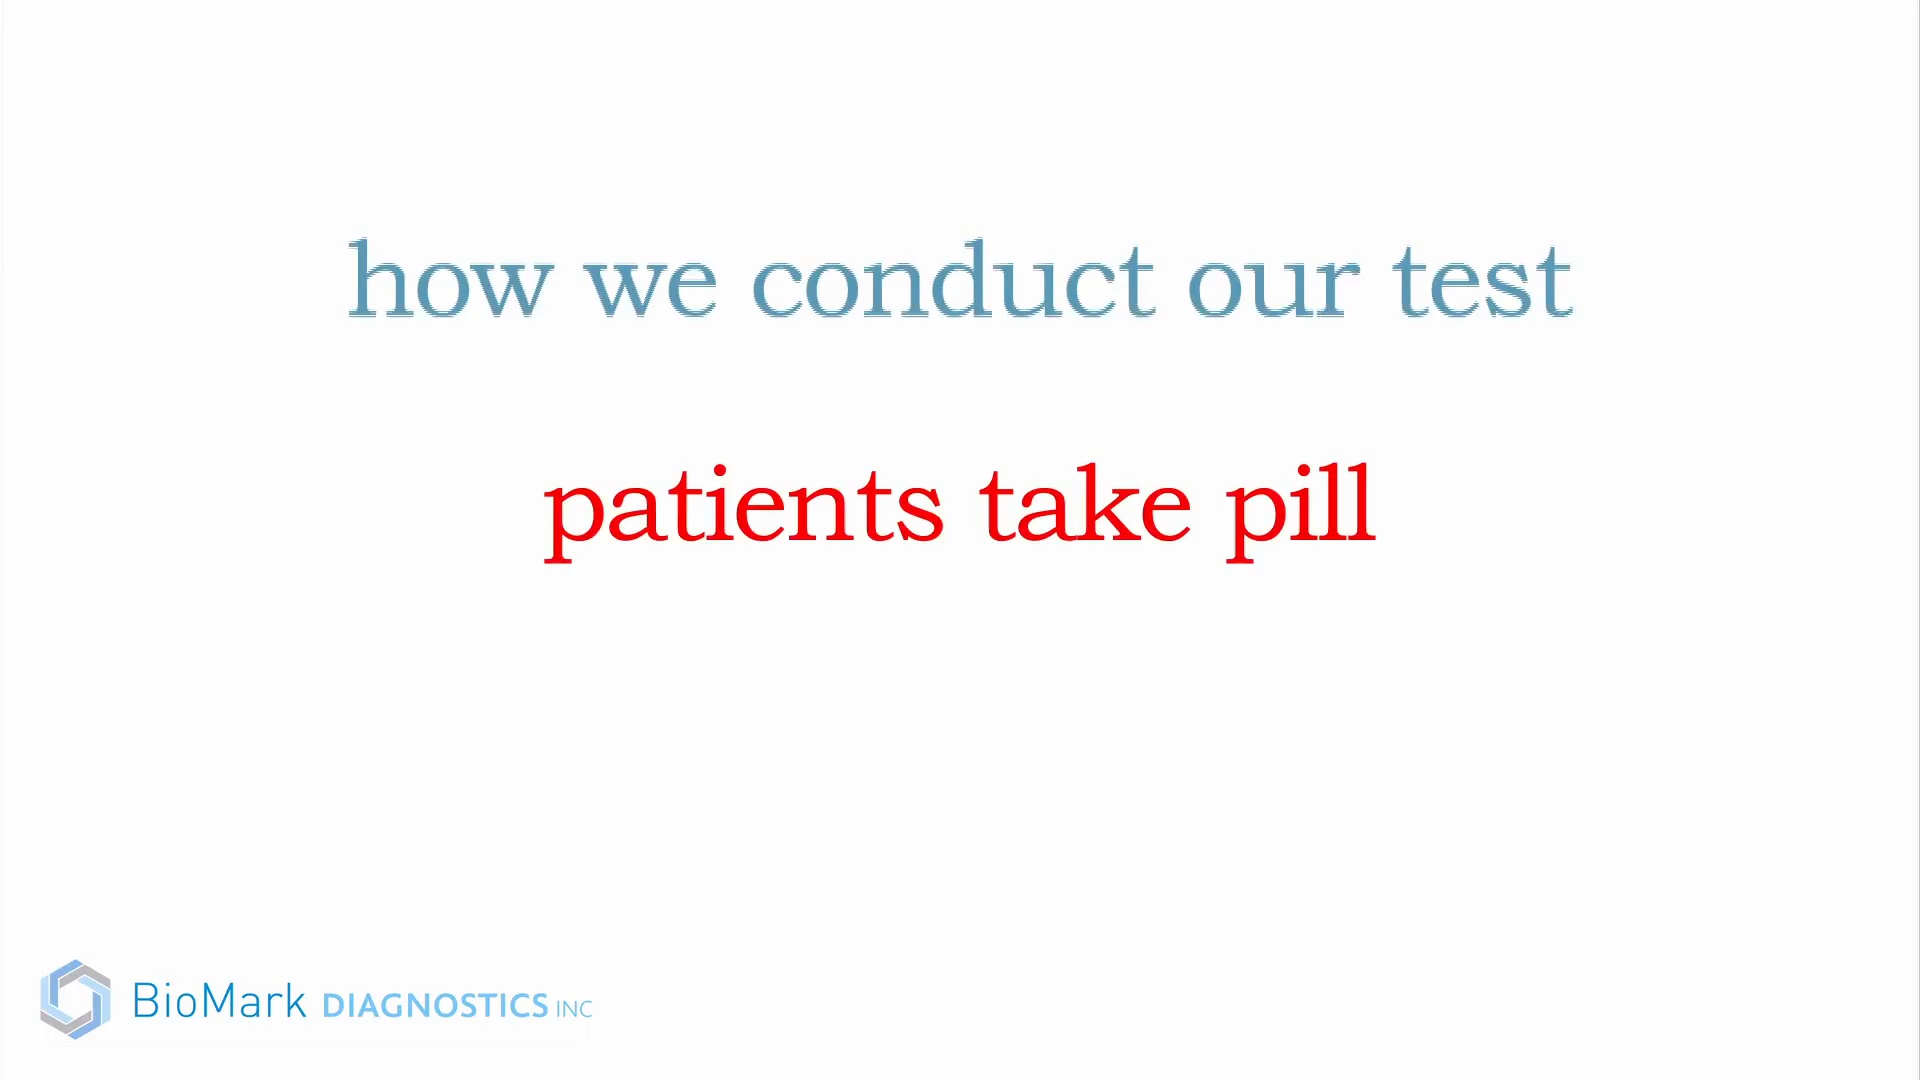 how we conduct our test
patients take pill
BioMark DIAGNOSTICS INC